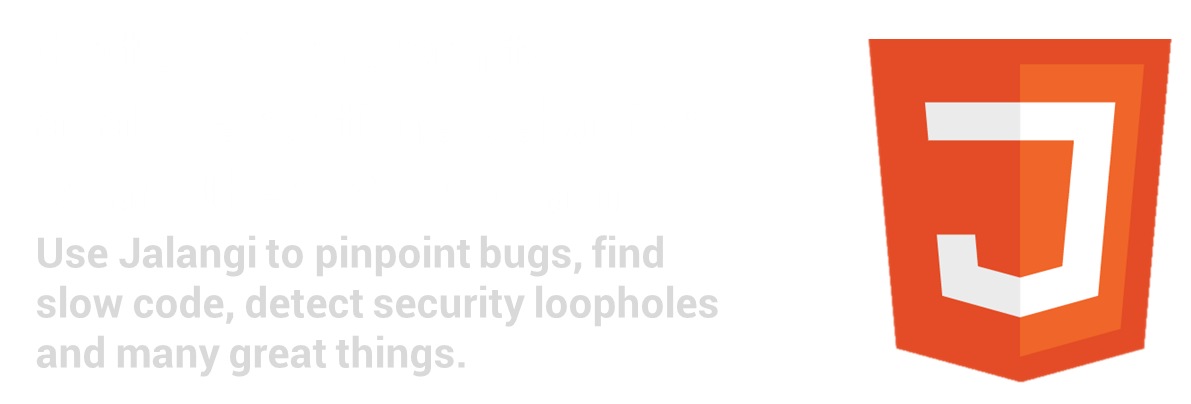 Use Jalangi to pinpoint bugs, find
slow code, detect security loopholes
and many great things.
J